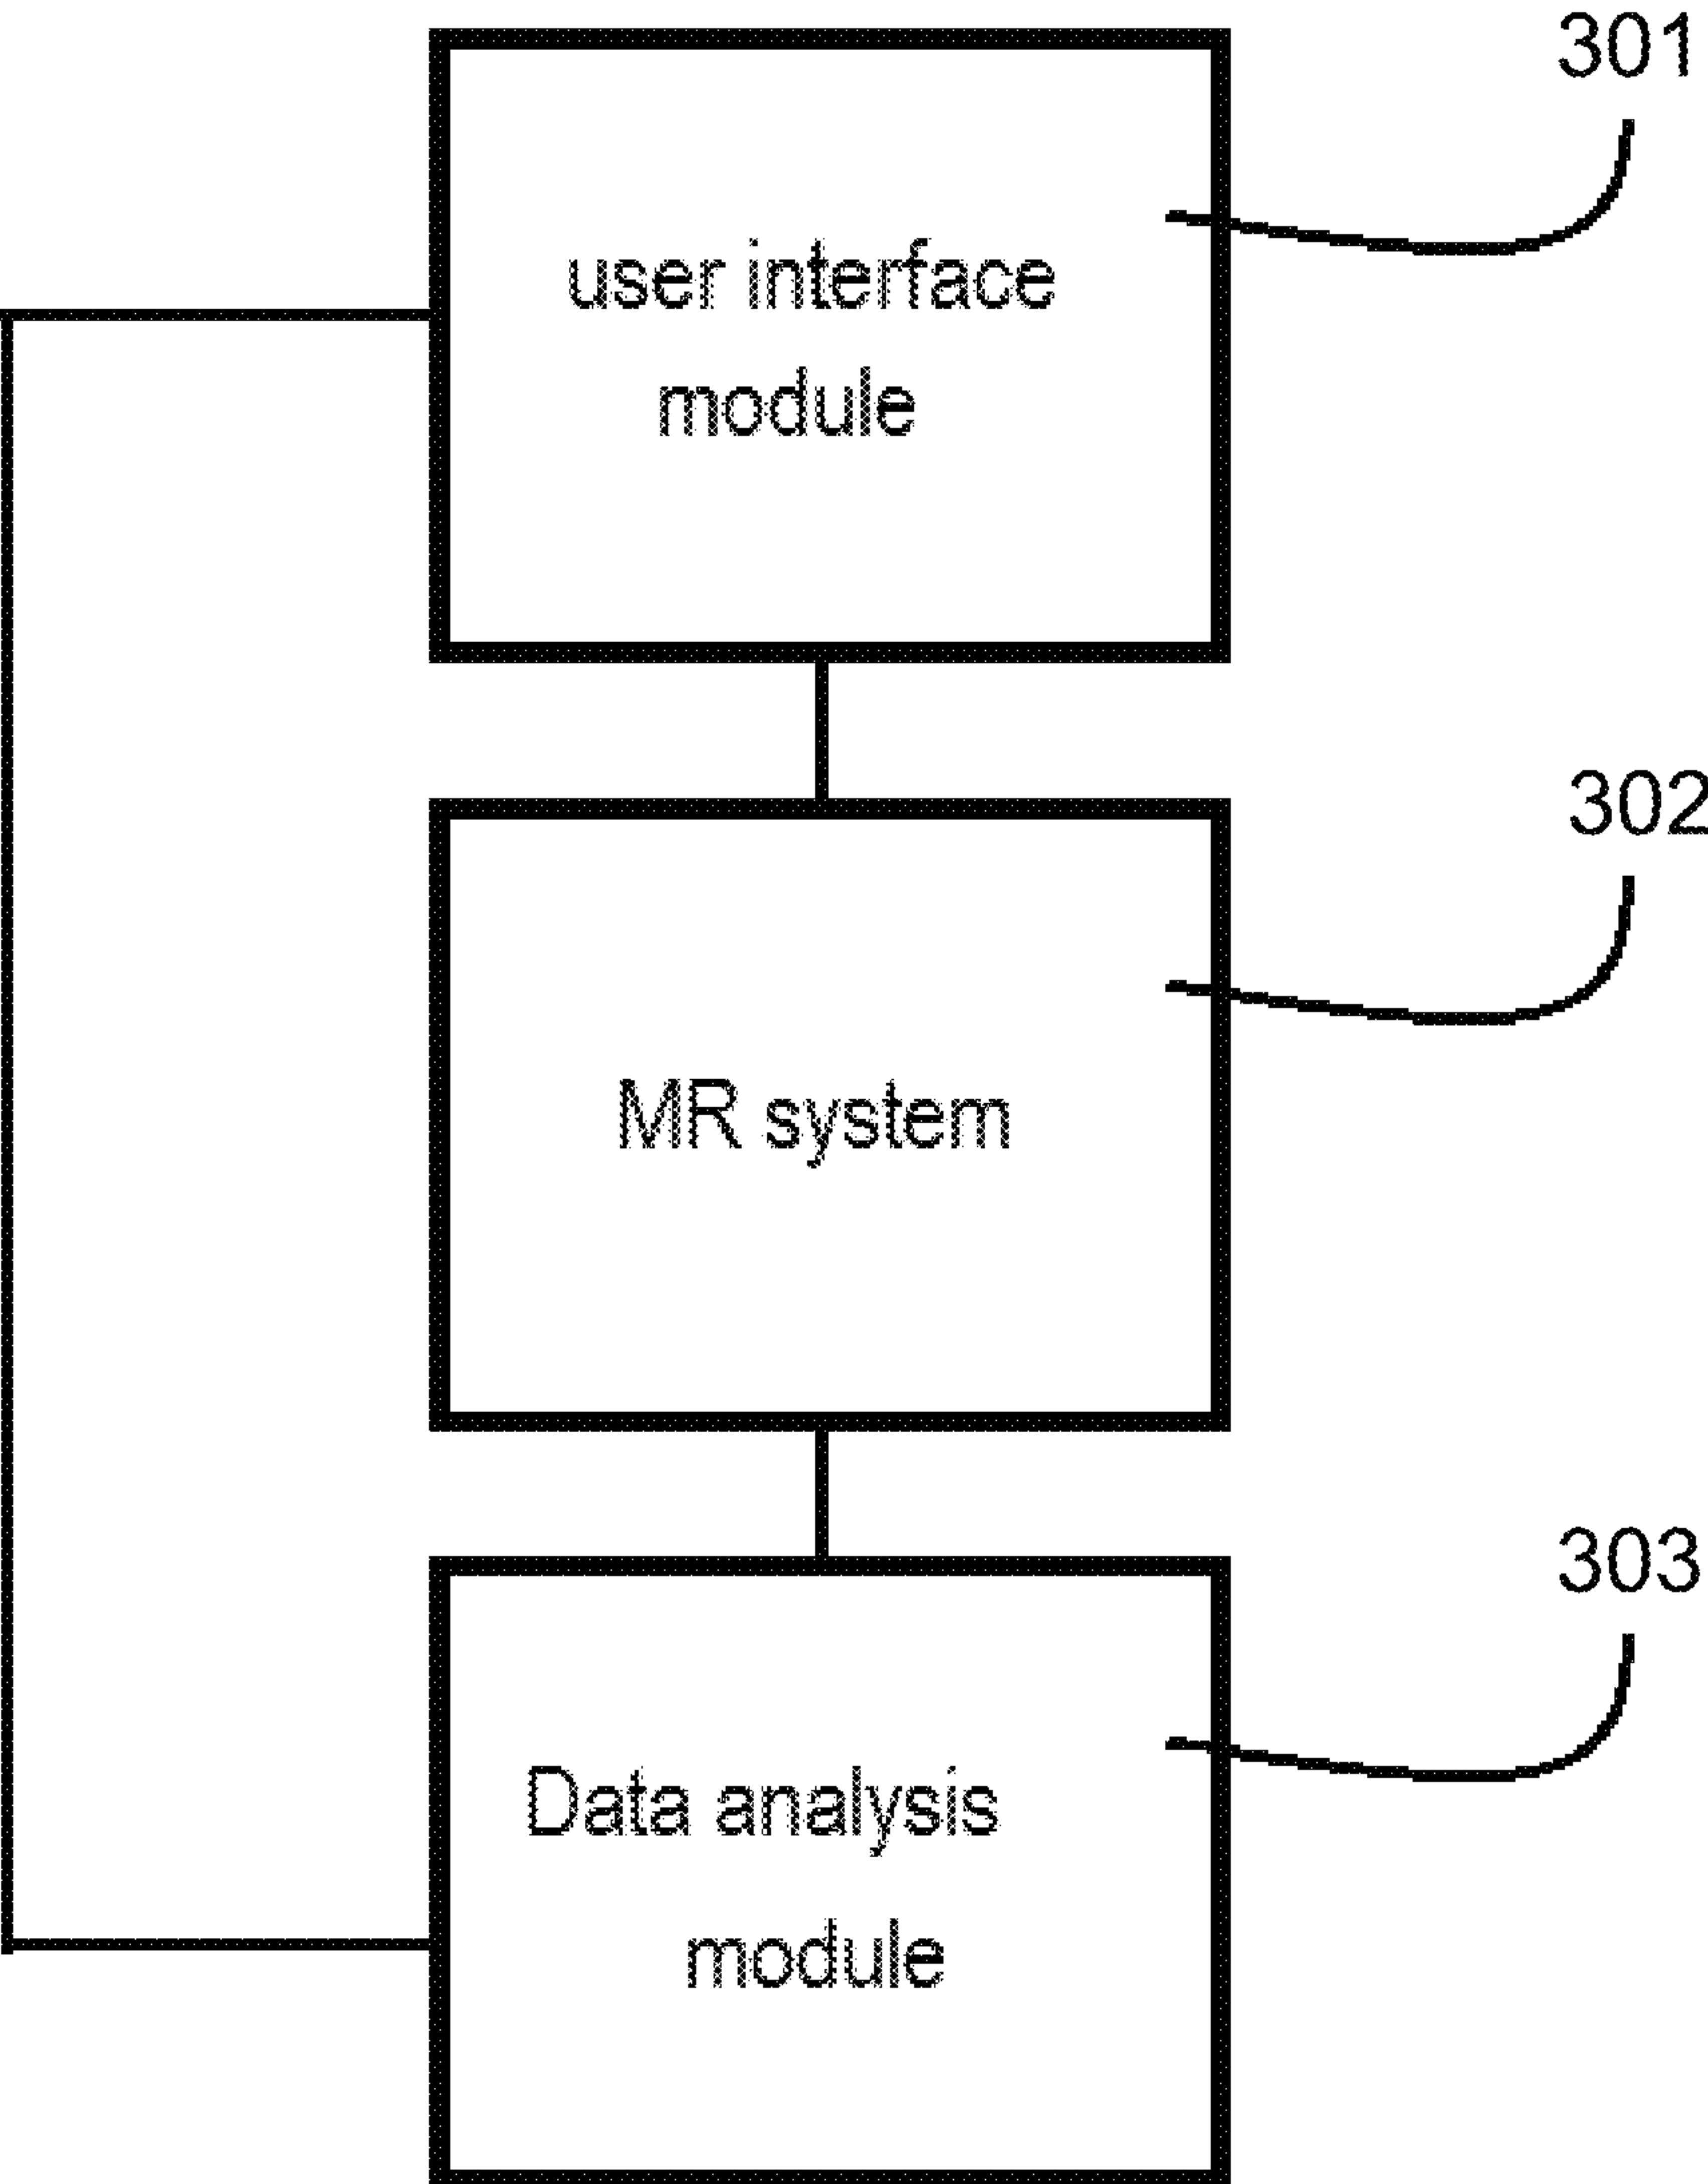 301
user interface
module
302
MR system
303
Data analysis
module